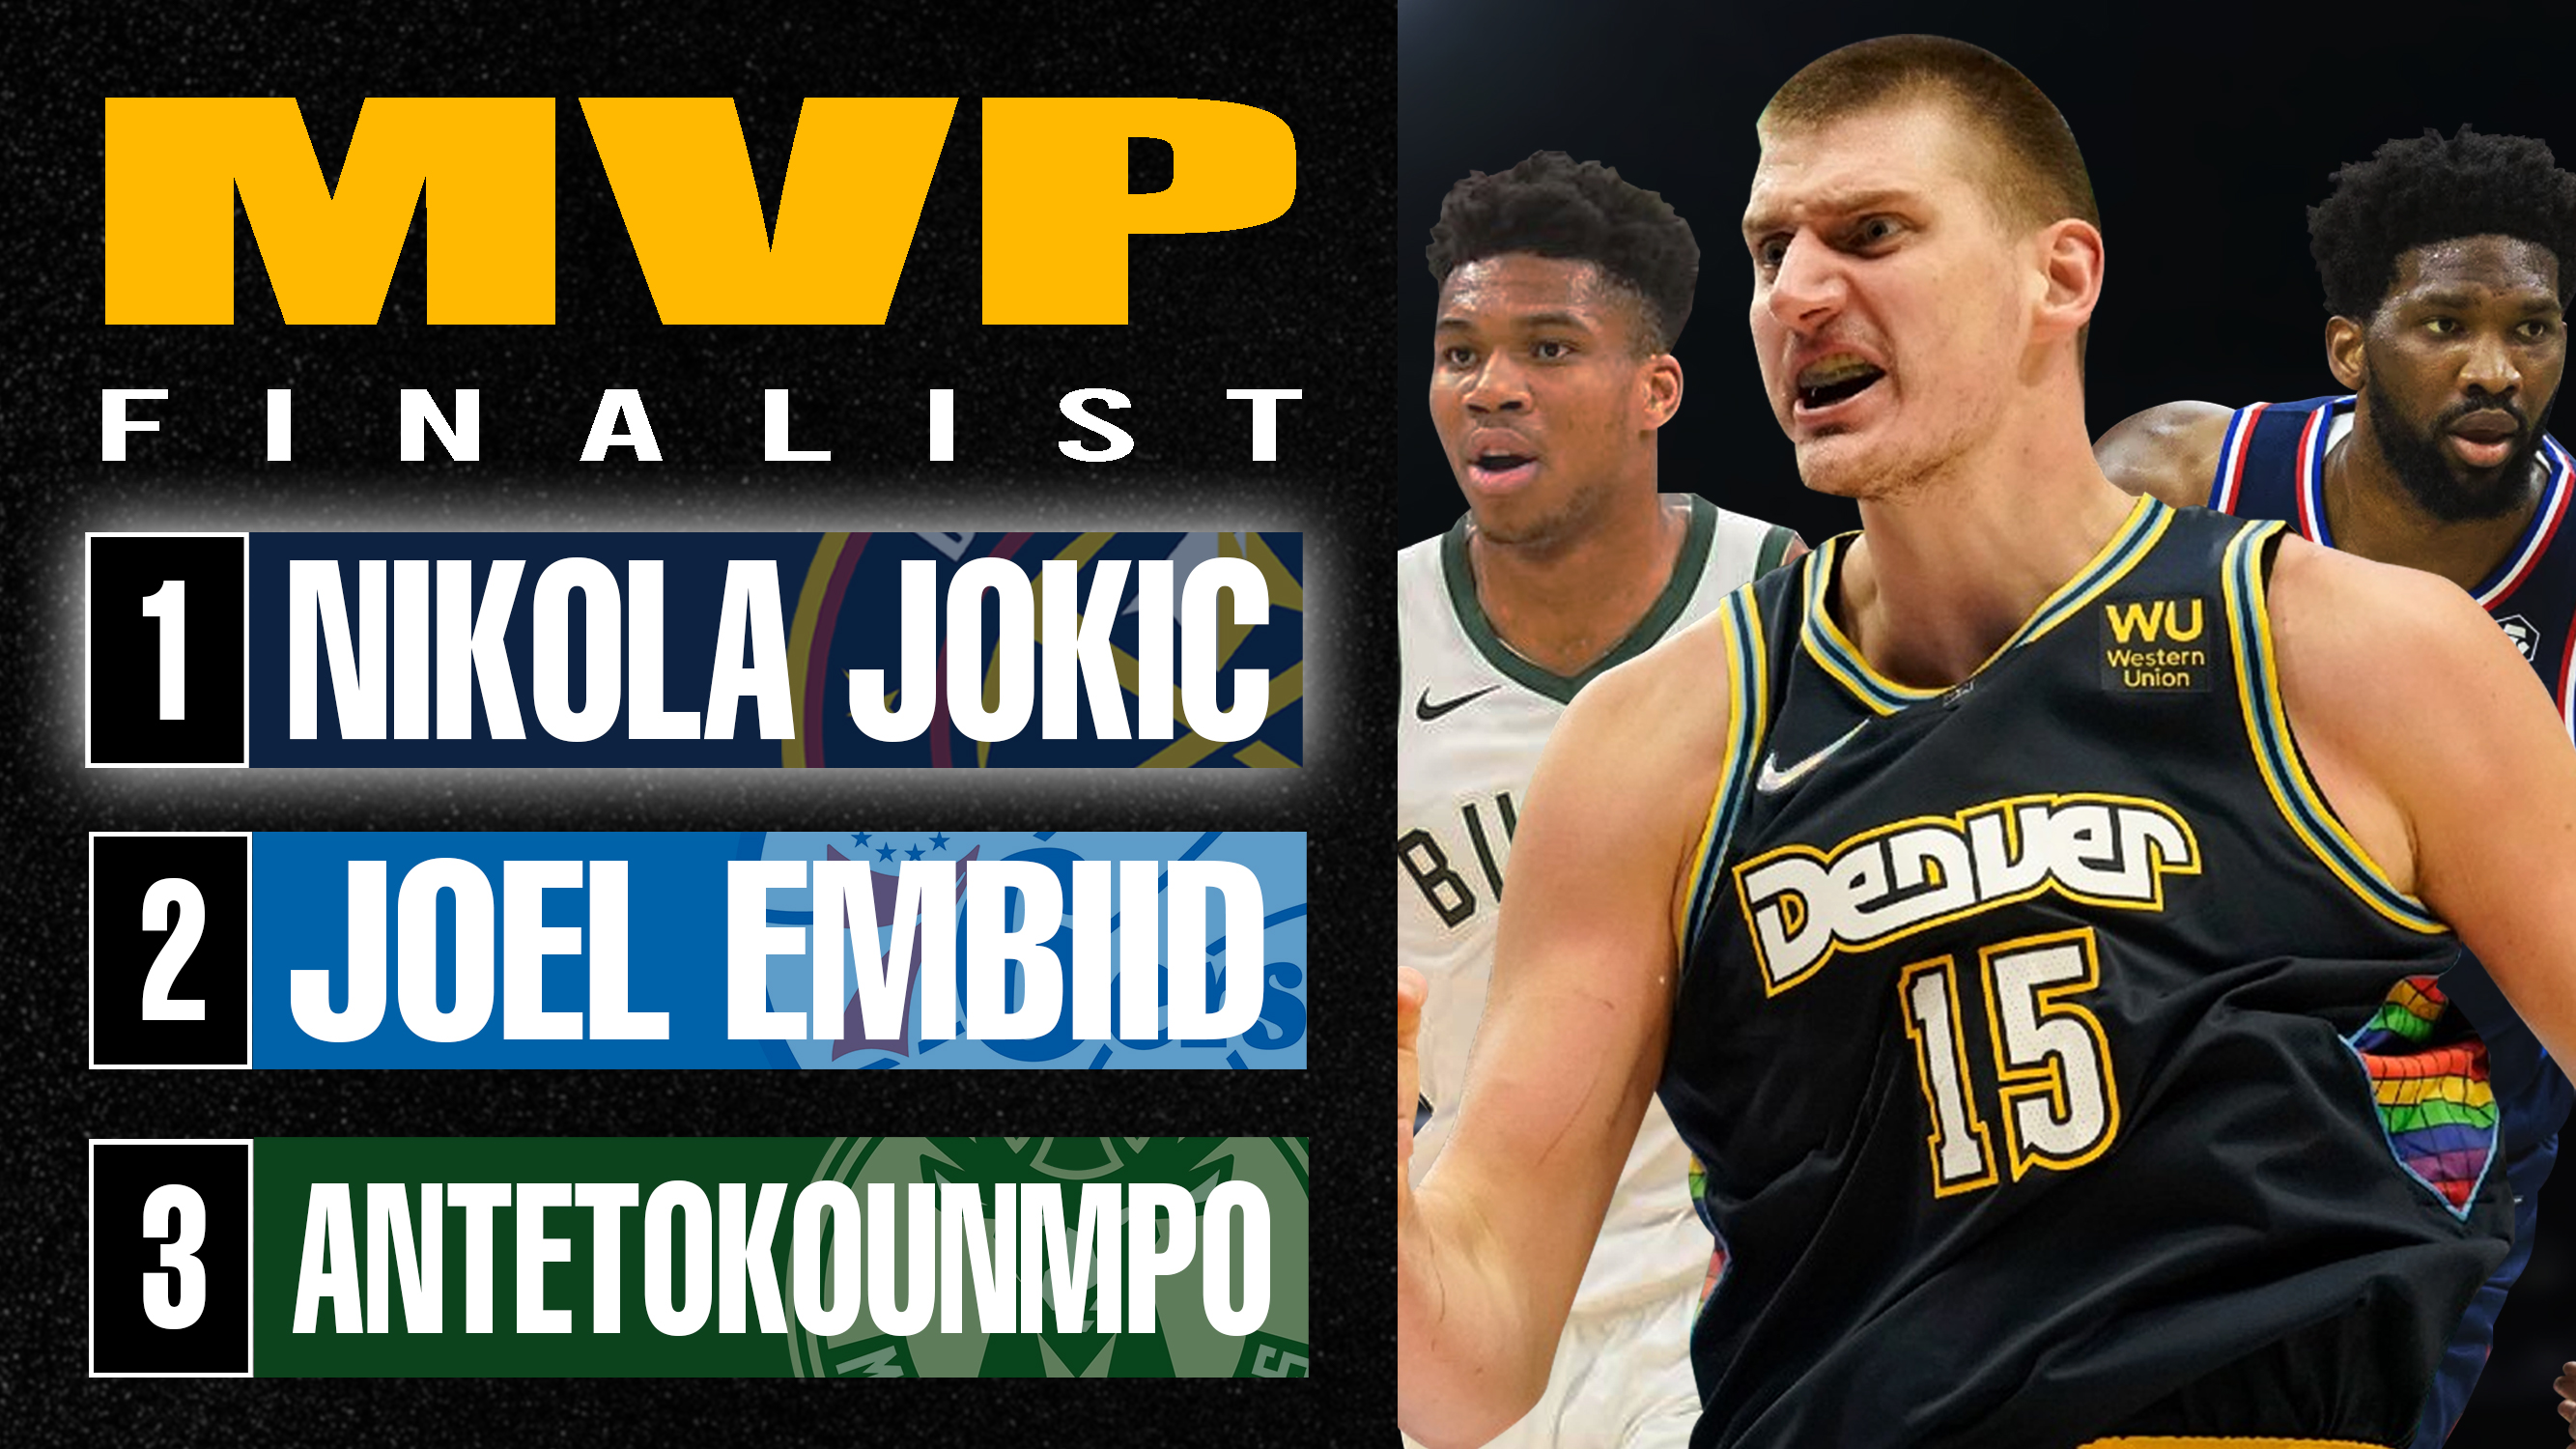 MVP
FINALIST
1 NIKOLA JOKIC
2 JOEL EMBIID
3 ANTETOKOUNMPO
WU
Western
Union
Denver
15